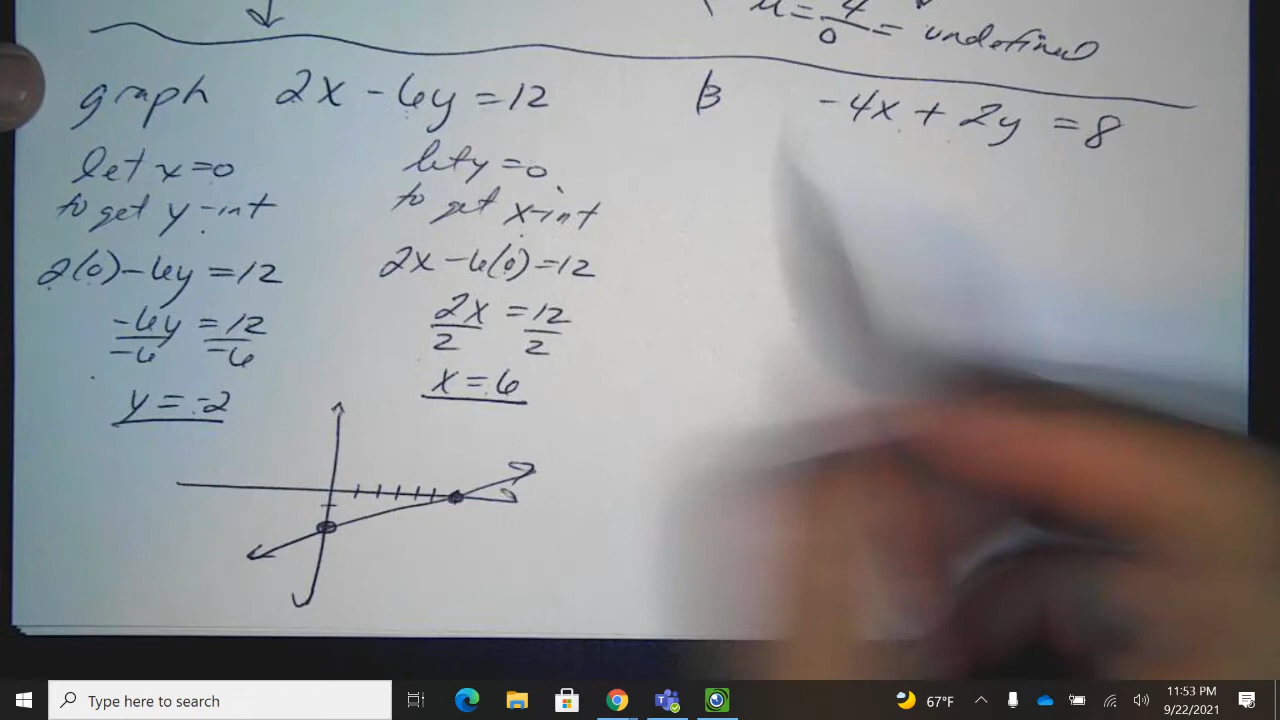 m = 4/0 = undefined
graph 2x - 6y = 12
let x = 0
to get y-int
2(0) - 6y = 12
-6y/-6 = 12/-6
y = -2
let y = 0
to get x-int
2x - 6(0) = 12
2x/2 = 12/2
x = 6
B -4x + 2y = 8
Type here to search
67°F
11:53 PM
9/22/2021